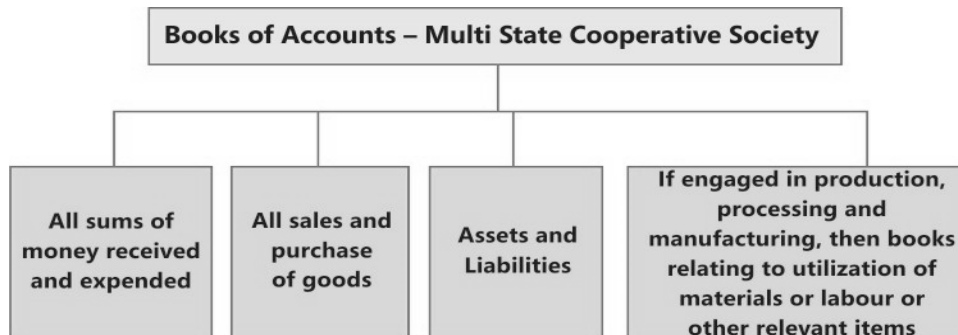 Books of Accounts – Multi State Cooperative Society
All sums of
money received
and expended
All sales and
purchase
of goods
Assets and
Liabilities
If engaged in production,
processing and
manufacturing, then books
relating to utilization of
materials or labour or
other relevant items